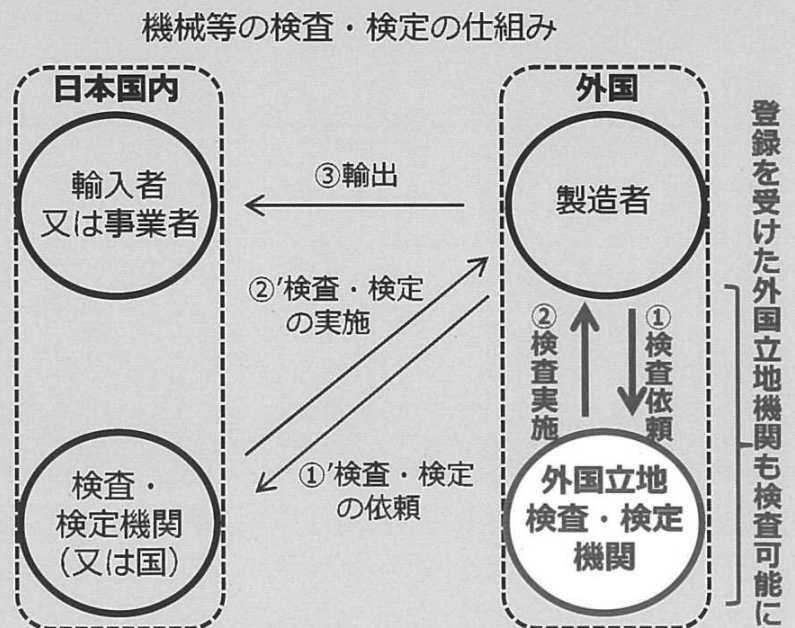 機械等の検査・検定の仕組み
日本国内
外国
輸入者
又は事業者
③輸出
製造者
②'検査・検定
の実施
②検査実施
①検査依頼
①'検査・検定
の依頼
検査・
検定機関
(又は国)
外国立地
検査・検定
機関
登録を受けた外国立地機関も検査可能に